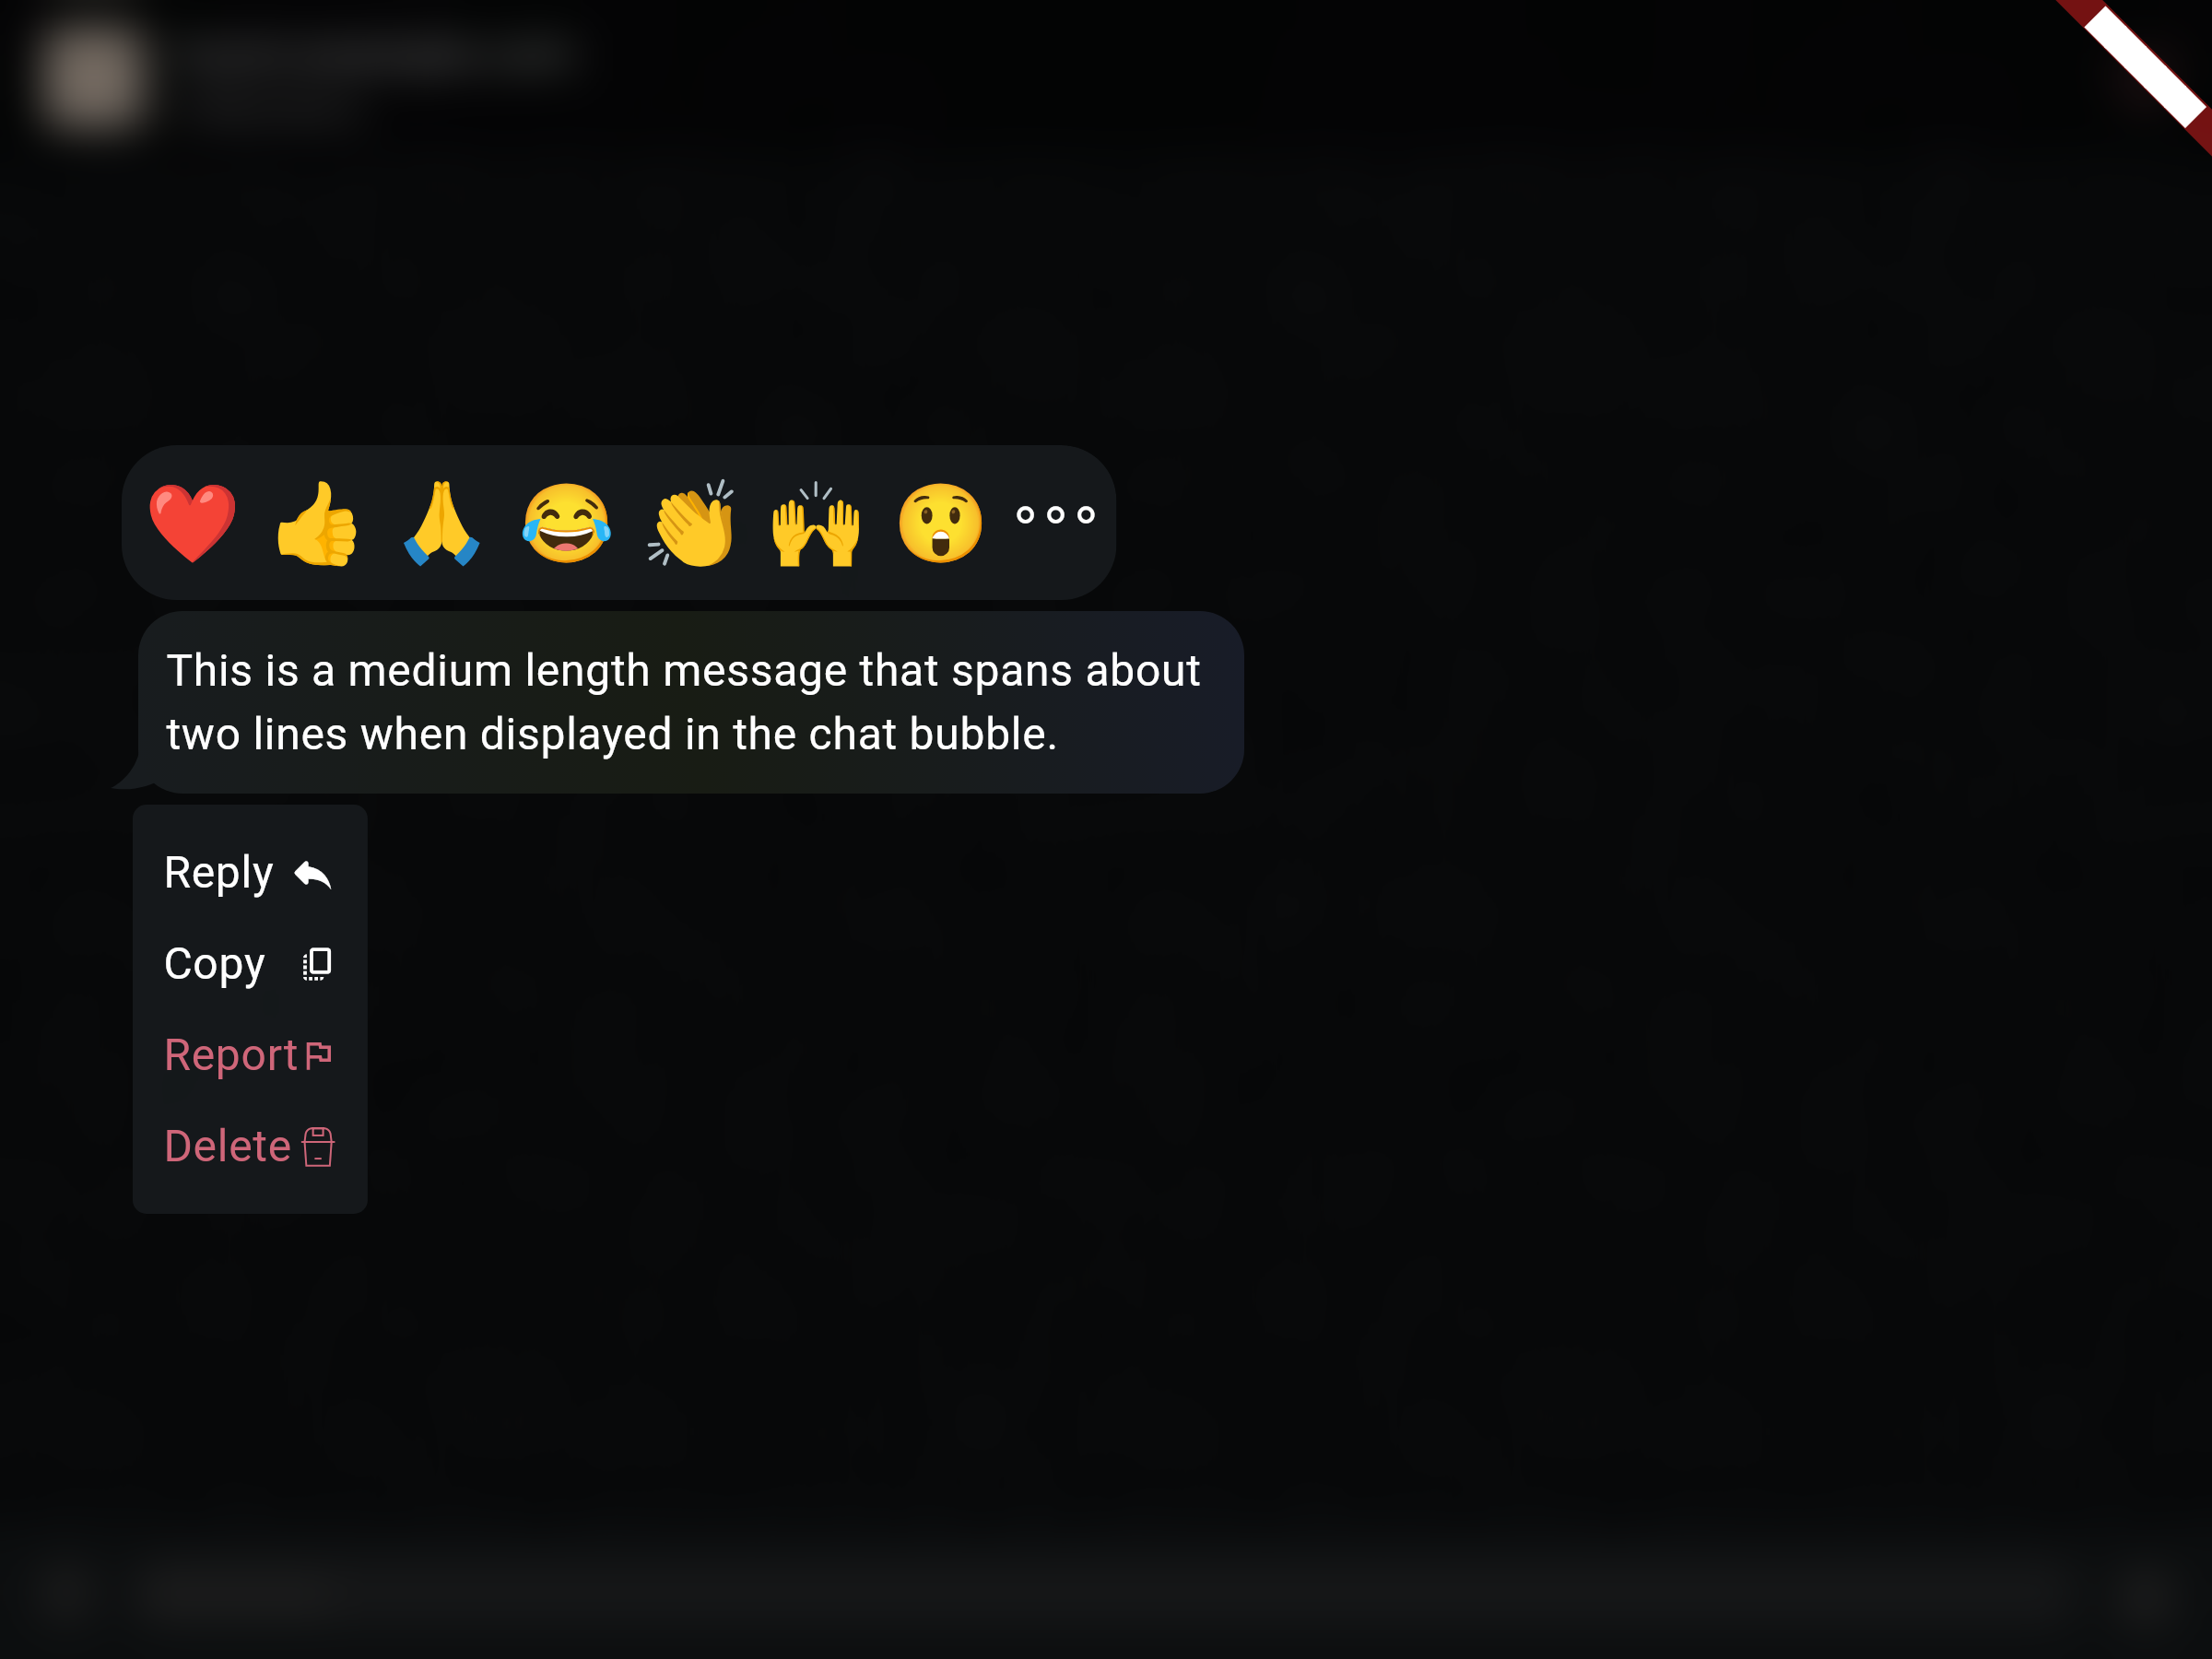 This is a medium length message that spans about
two lines when displayed in the chat bubble.
Reply
Copy
Report
Delete